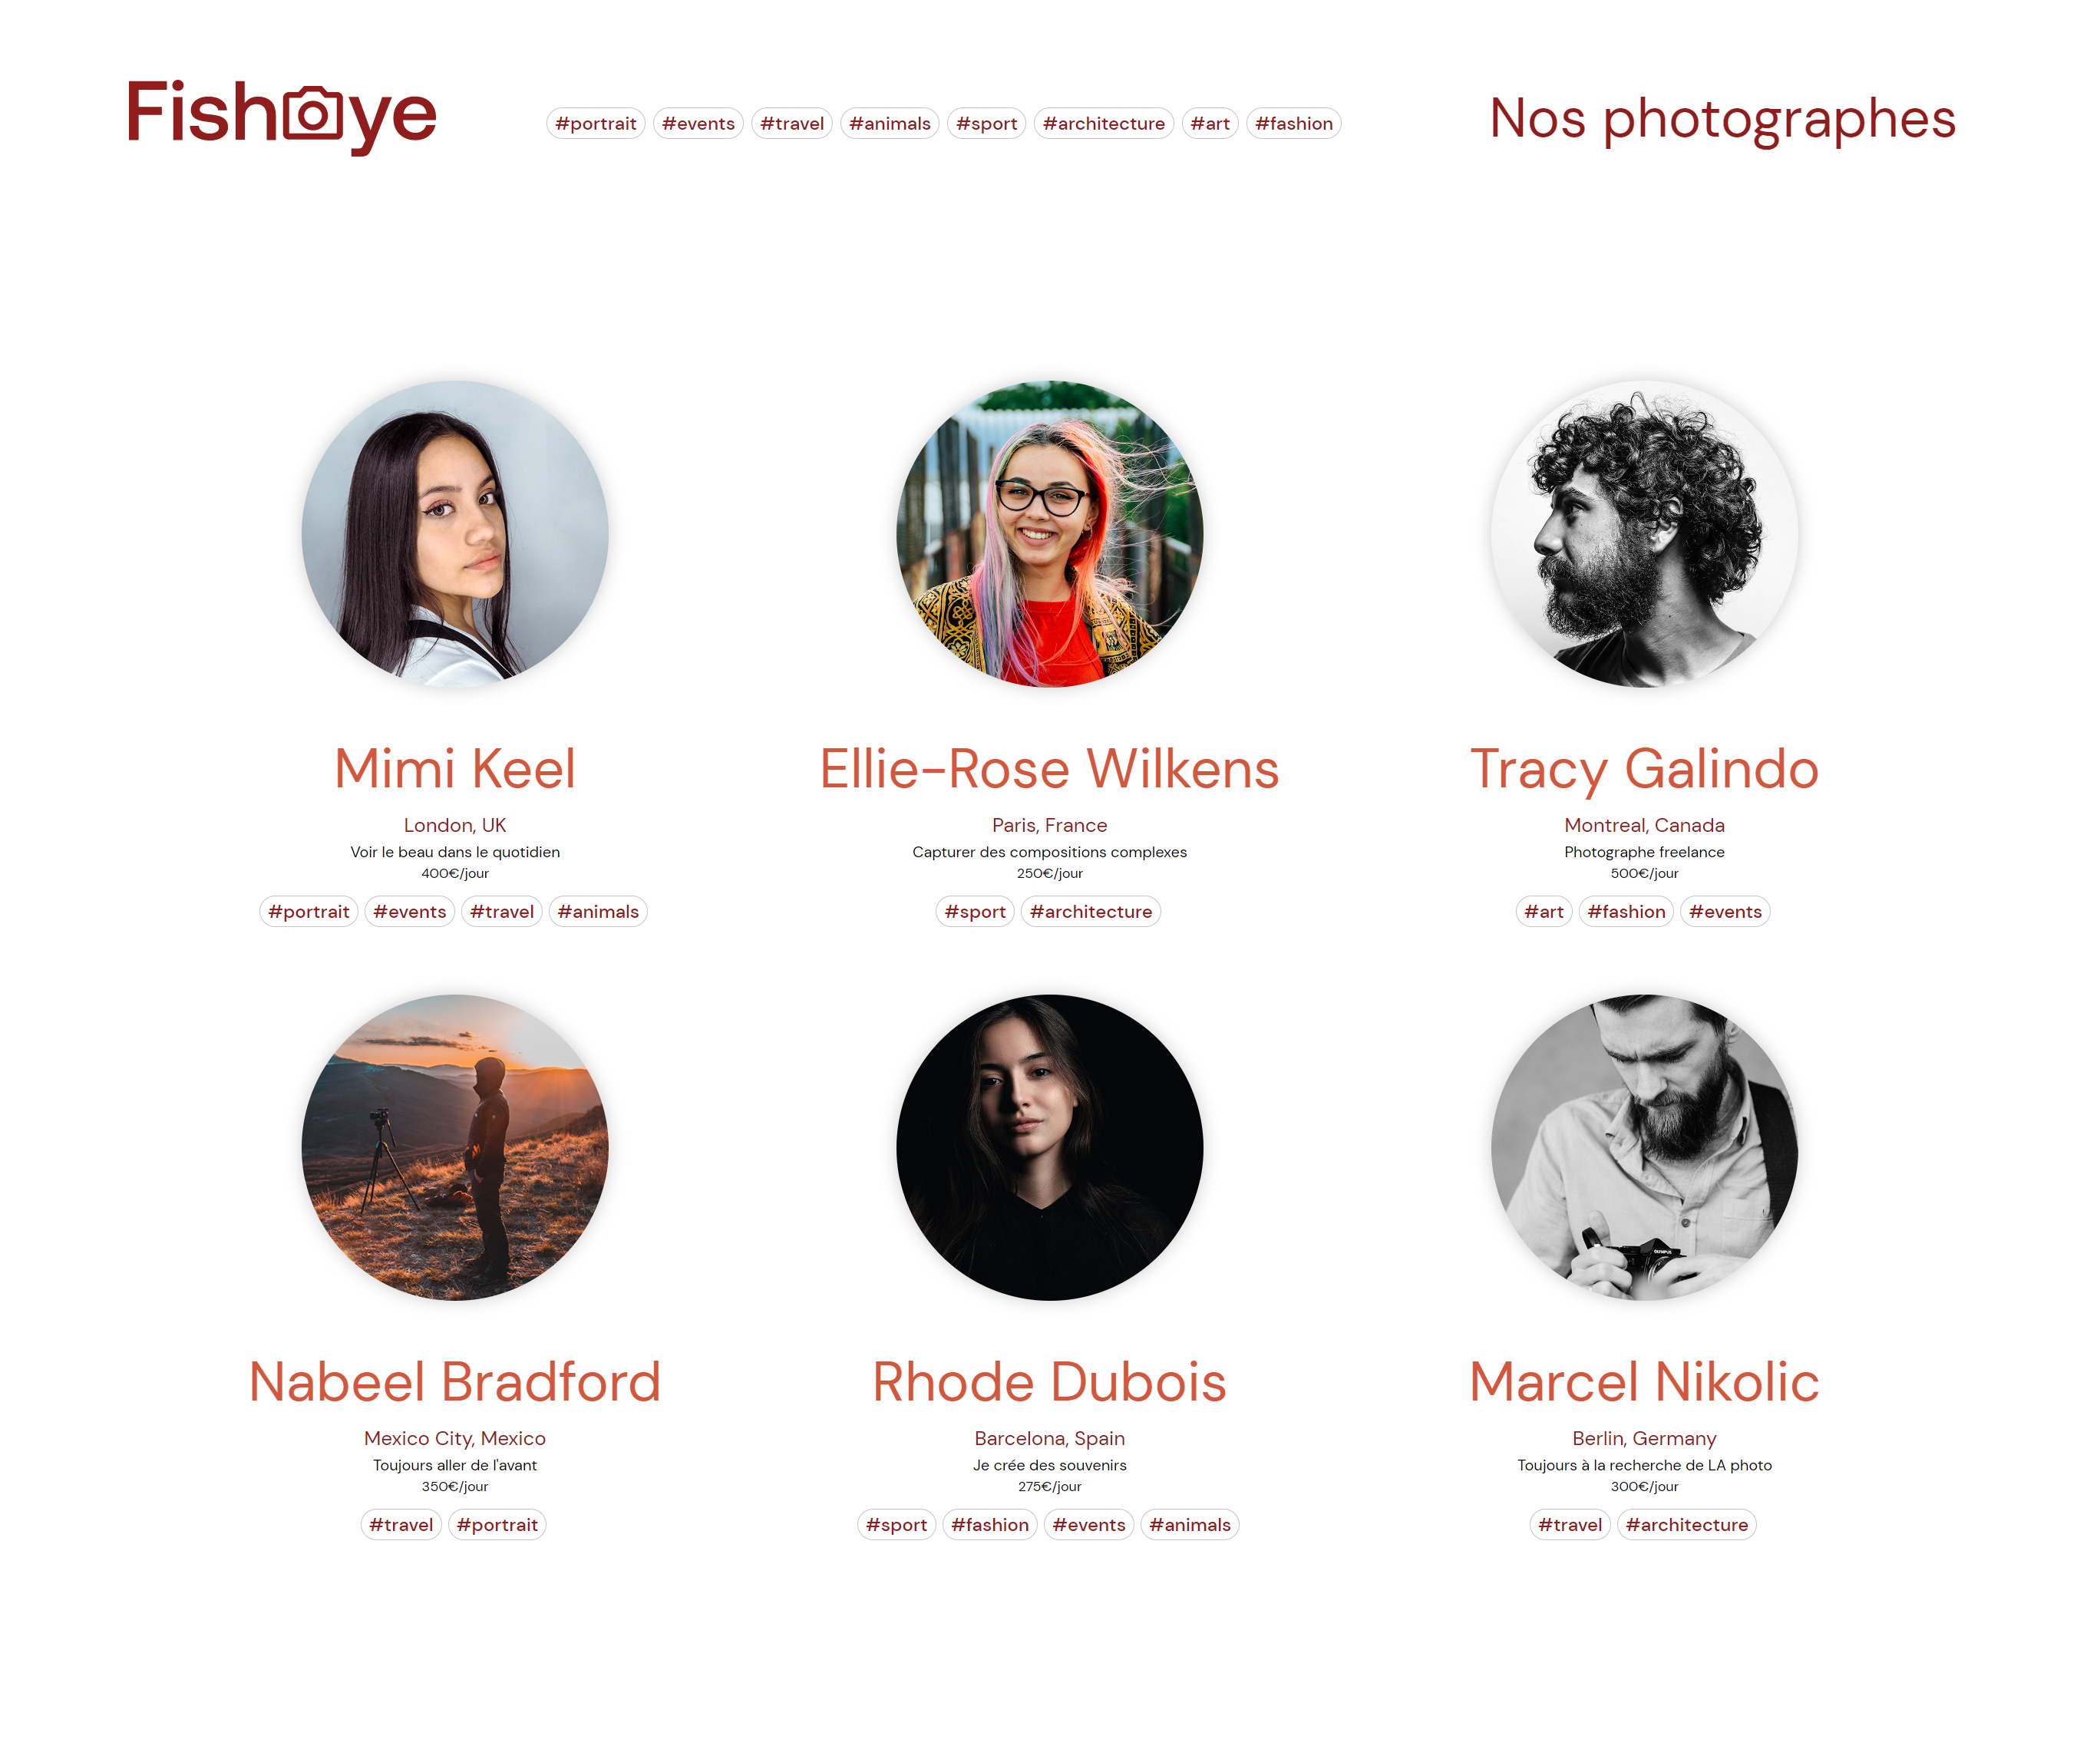 Fisheye
#portrait #events #travel #animals #sport #architecture #art #fashion
Nos photographes
Mimi Keel
London, UK
Voir le beau dans le quotidien
400€/jour
#portrait #events #travel #animals
Ellie-Rose Wilkens
Paris, France
Capturer des compositions complexes
250€/jour
#sport #architecture
Tracy Galindo
Montreal, Canada
Photographe freelance
500€/jour
#art #fashion #events
Nabeel Bradford
Mexico City, Mexico
Toujours aller de l'avant
350€/jour
#travel #portrait
Rhode Dubois
Barcelona, Spain
Je crée des souvenirs
275€/jour
#sport #fashion #events #animals
OLYMPUS
Marcel Nikolic
Berlin, Germany
Toujours à la recherche de LA photo
300€/jour
#travel #architecture